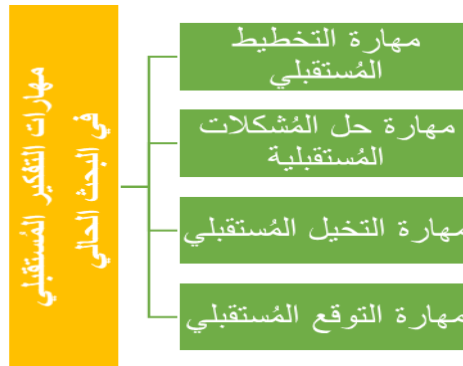 مهارات التفكير المُستقبلي
في البحث الحالي
مهارة التخطيط
المُستقبلي
مهارة حل المُشكلات
المُستقبلية
مهارة التخيل المُستقبلي
مهارة التوقع المُستقبلي